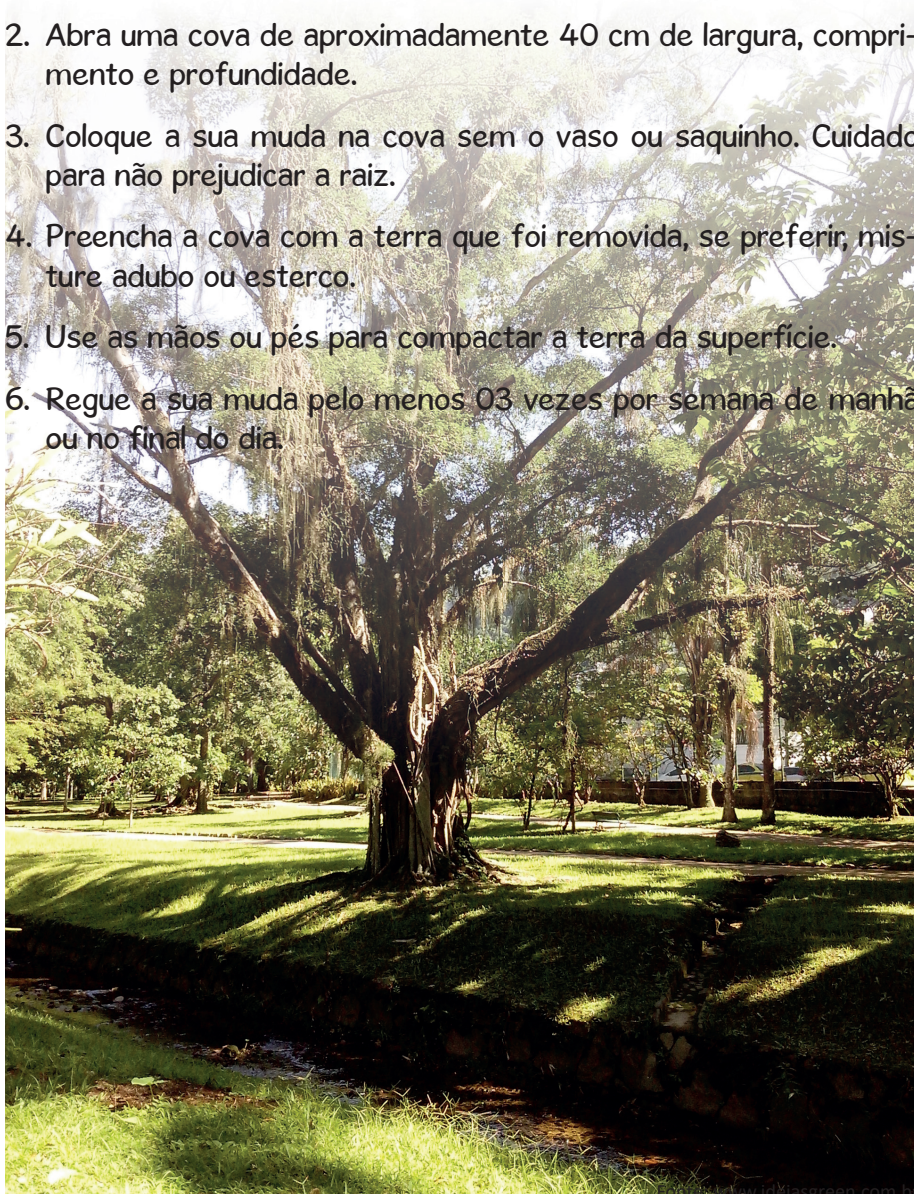 2. Abra uma cova de aproximadamente 40 cm de largura, compri-
mento e profundidade.
3. Coloque a sua muda na cova sem o vaso ou saquinho. Cuidado
para não prejudicar a raiz.
4. Preencha a cova com a terra que foi removida, se preferir, mis-
ture adubo ou esterco.
5. Use as mãos ou pés para compactar a terra da superfície.
6. Regue a sua muda pelo menos 03 vezes por semana de manhã
ou no final do dia.